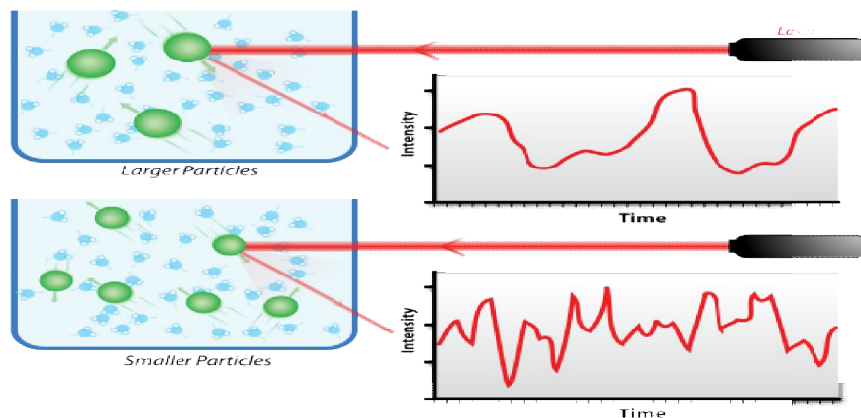 Intensity
Larger Particles
Time
Intensity
Smaller Particles
Time